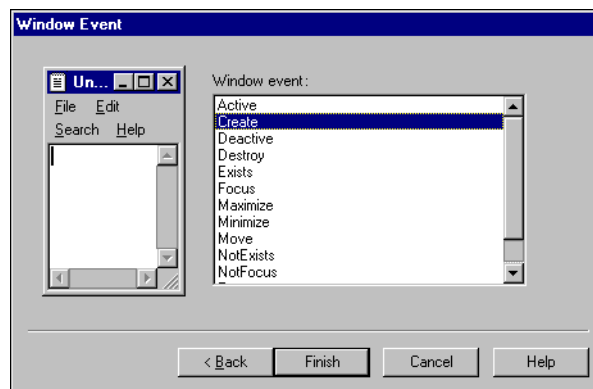 Window Event
Un...
Window event:
File Edit
Search Help
Active
Create
Deactive
Destroy
Exists
Focus
Maximize
Minimize
Move
NotExists
NotFocus
< Back Finish Cancel Help